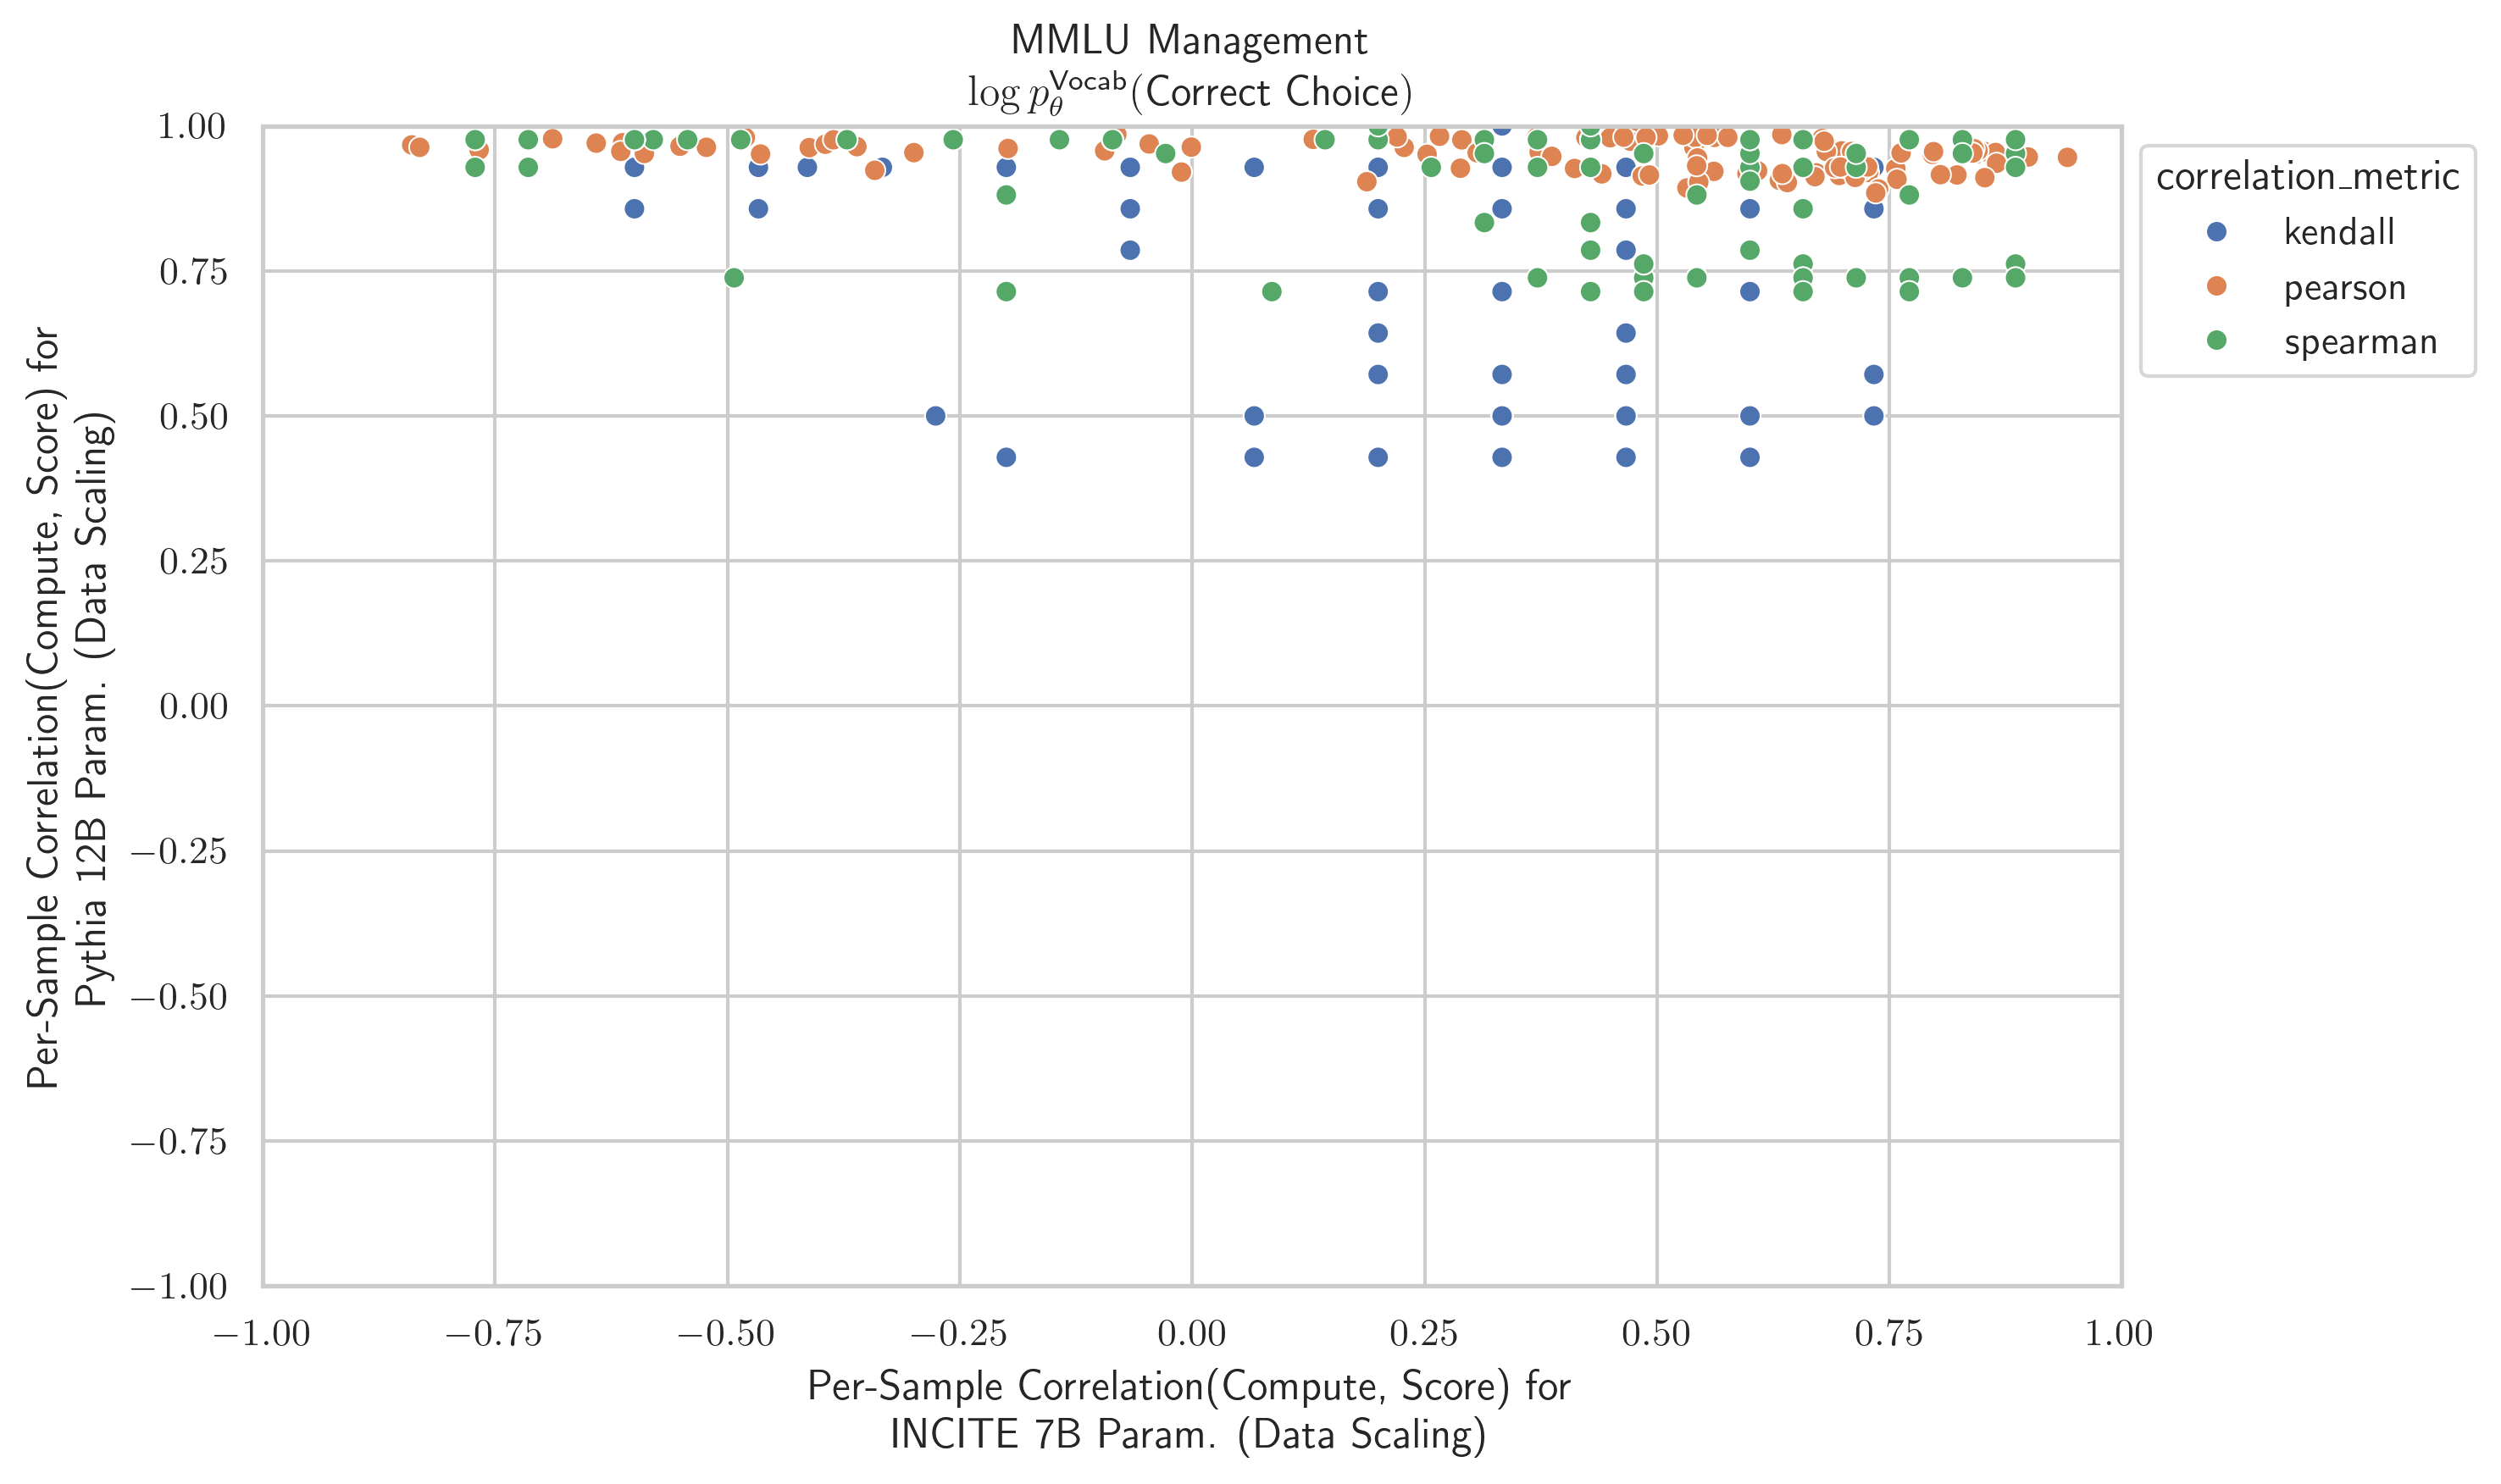 MMLU Management
log p_θ^Vocab(Correct Choice)
Per-Sample Correlation(Compute, Score) for
Pythia 12B Param. (Data Scaling)
1.00
0.75
0.50
0.25
0.00
−0.25
−0.50
−0.75
−1.00
−1.00 −0.75 −0.50 −0.25 0.00 0.25 0.50 0.75 1.00
Per-Sample Correlation(Compute, Score) for
INCITE 7B Param. (Data Scaling)
correlation_metric
kendall
pearson
spearman